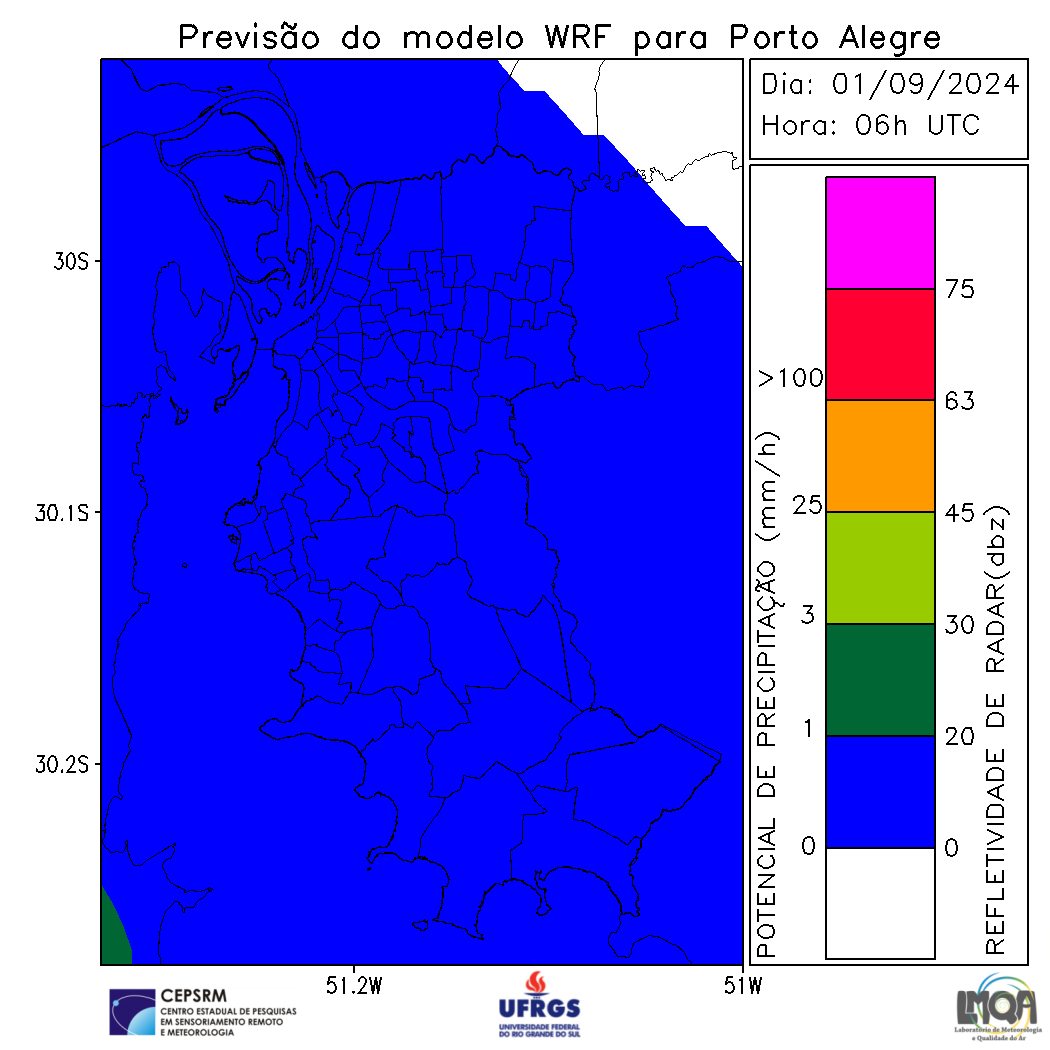 Previsão do modelo WRF para Porto Alegre
Dia: 01/09/2024
Hora: 06h UTC
30S
30.1S
30.2S
51.2W
51W
POTENCIAL DE PRECIPITAÇÃO (mm/h)
>100
25
3
1
0
75
63
45
30
20
0
REFLETIVIDADE DE RADAR(dbz)
CEPSRM
CENTRO ESTADUAL DE PESQUISAS
EM SENSORIAMENTO REMOTO
E METEOROLOGIA
UFRGS
UNIVERSIDADE FEDERAL
DO RIO GRANDE DO SUL
LMQA
Laboratório de Meteorologia
e Qualidade do Ar